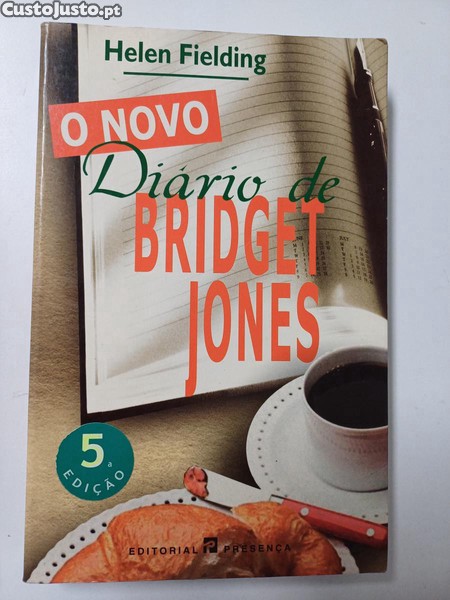 CustoJusto.pt
Helen Fielding
O NOVO
Diário de
BRIDGET
JONES
5ª
EDIÇÃO
EDITORIAL PRESENÇA